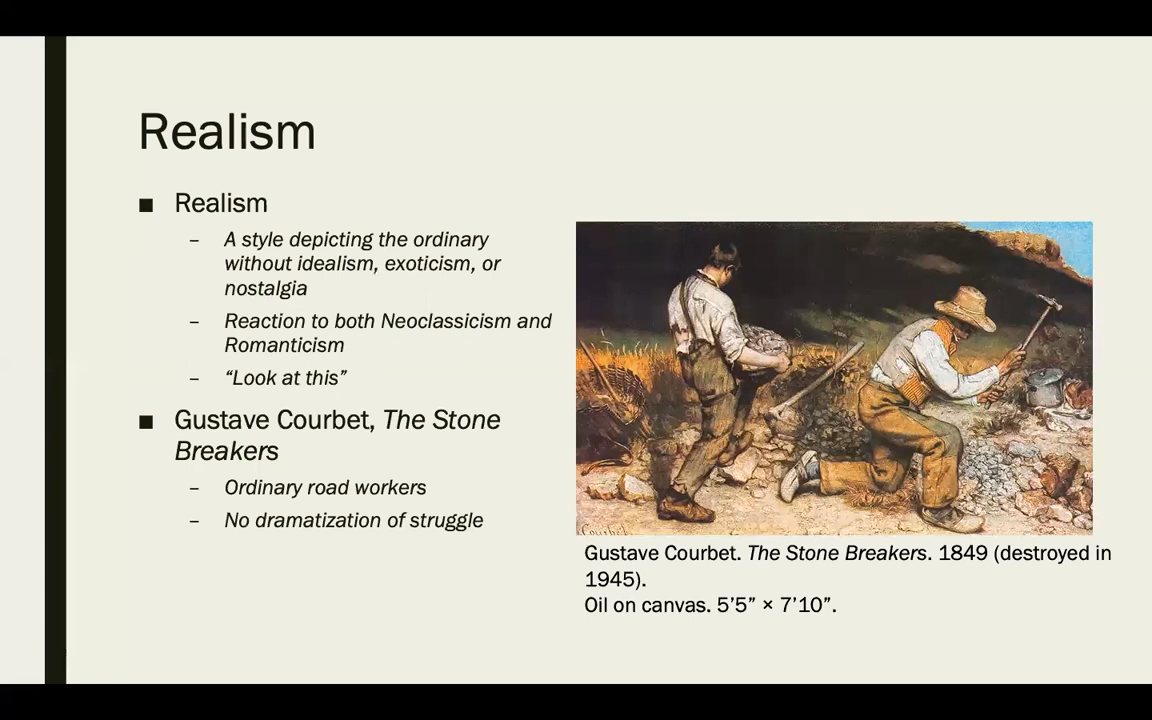 Realism
■ Realism
– A style depicting the ordinary
without idealism, exoticism, or
nostalgia
– Reaction to both Neoclassicism and
Romanticism
– “Look at this”
■ Gustave Courbet, The Stone
Breakers
– Ordinary road workers
– No dramatization of struggle
Courbet
Gustave Courbet. The Stone Breakers. 1849 (destroyed in
1945).
Oil on canvas. 5’5” × 7’10”.